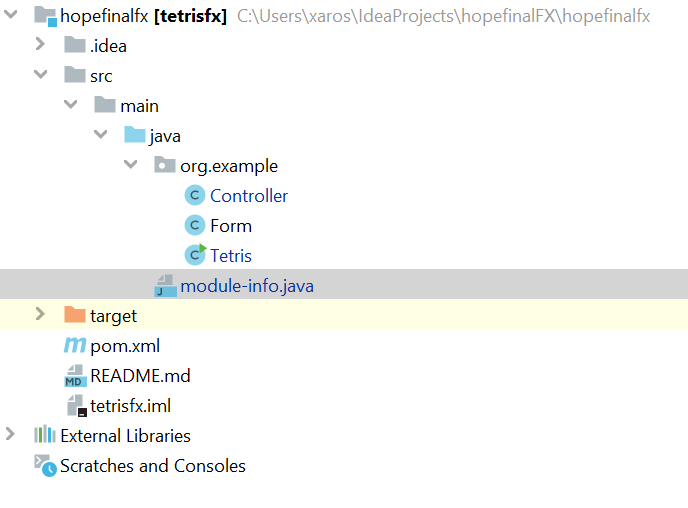 hopefinalfx [tetrisfx] C:\Users\xaros\IdeaProjects\hopefinalFX\hopefinalfx
.idea
src
main
java
org.example
C Controller
C Form
C Tetris
J module-info.java
target
m pom.xml
MD README.md
tetrisfx.iml
External Libraries
Scratches and Consoles